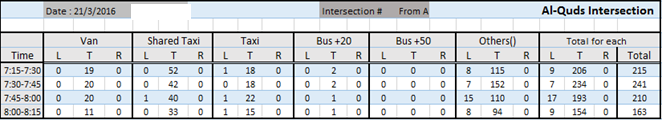 Date : 21/3/2016 Intersection # From A Al-Quds Intersection
Van Shared Taxi Taxi Bus +20 Bus +50 Others() Total for each
Time L T R L T R L T R L T R L T R L T R L T R Total
7:15-7:30 0 19 0 0 52 0 1 18 0 0 2 0 0 0 0 8 115 0 9 206 0 215
7:30-7:45 0 20 0 0 42 0 0 18 0 0 2 0 0 0 0 7 152 0 7 234 0 241
7:45-8:00 0 20 0 1 40 0 1 22 0 0 1 0 0 0 0 15 110 0 17 193 0 210
8:00-8:15 0 11 0 0 33 0 1 15 0 0 1 0 0 0 0 8 94 0 9 154 0 163